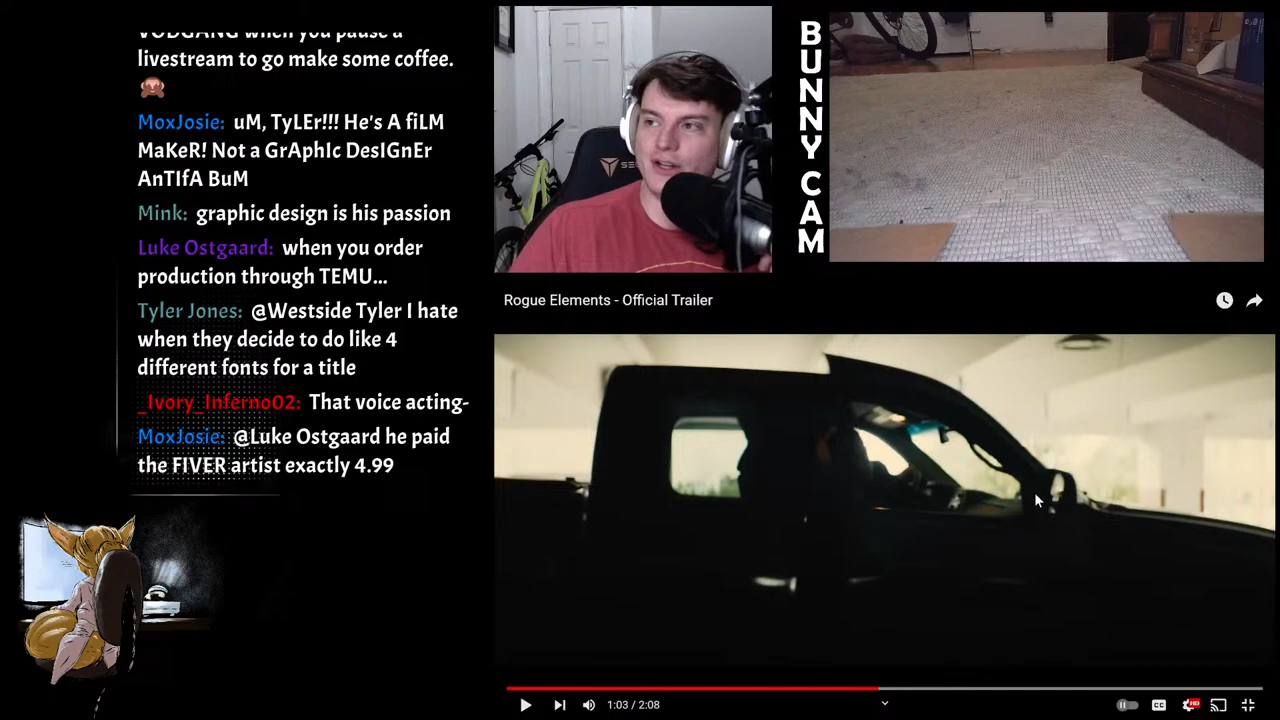 VODGANG when you pause a
livestream to go make some coffee.
MoxJosie: uM, TyLEr!!! He's A fiLM
MaKeR! Not a GrAphIc DesIGnEr
AnTIfA BuM
Mink: graphic design is his passion
Luke Ostgaard: when you order
production through TEMU...
Tyler Jones: @Westside Tyler I hate
when they decide to do like 4
different fonts for a title
_Ivory_Inferno02: That voice acting-
MoxJosie: @Luke Ostgaard he paid
the FIVER artist exactly 4.99
BUNNY CAM
Rogue Elements - Official Trailer
1:03 / 2:08
CC
HD